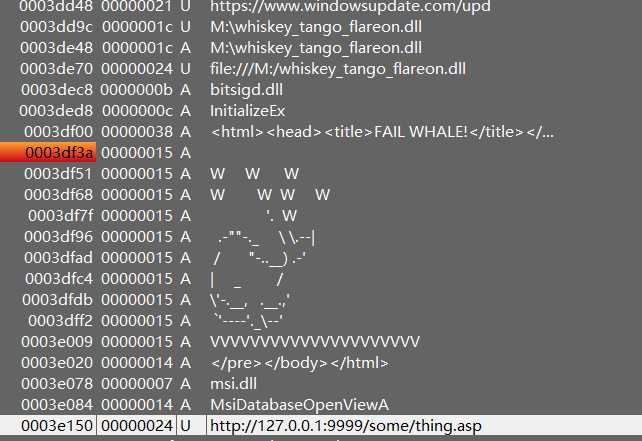 0003dd48 00000021 U https://www.windowsupdate.com/upd
0003dd9c 0000001c U M:\whiskey_tango_flareon.dll
0003de48 0000001c A M:\whiskey_tango_flareon.dll
0003de70 00000024 U file:///M:/whiskey_tango_flareon.dll
0003dec8 0000000b A bitsigd.dll
0003ded8 0000000c A InitializeEx
0003df00 00000038 A <html><head><title>FAIL WHALE!</title></...
0003df3a 00000015 A
0003df51 00000015 A W     W      W
0003df68 00000015 A W        W  W     W
0003df7f 00000015 A               '.  W
0003df96 00000015 A   .-""-._     \ \.--|
0003dfad 00000015 A  /       "-..__) .-'
0003dfc4 00000015 A |     _         /
0003dfdb 00000015 A \'-.__,   .__.,'
0003dff2 00000015 A  `'----'._\--'
0003e009 00000015 A VVVVVVVVVVVVVVVVVVVVV
0003e020 00000014 A </pre></body></html>
0003e078 00000007 A msi.dll
0003e084 00000014 A MsiDatabaseOpenViewA
0003e150 00000024 U http://127.0.0.1:9999/some/thing.asp